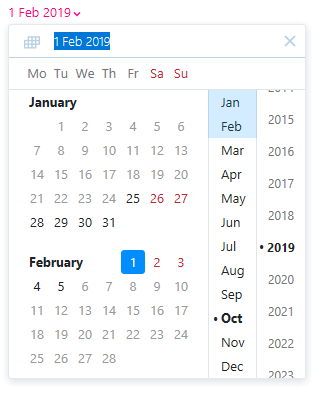 1 Feb 2019
1 Feb 2019
Mo Tu We Th Fr Sa Su
January
1 2 3 4 5 6
7 8 9 10 11 12 13
14 15 16 17 18 19 20
21 22 23 24 25 26 27
28 29 30 31
February 1 2 3
4 5 6 7 8 9 10
11 12 13 14 15 16 17
18 19 20 21 22 23 24
25 26 27 28
Jan
Feb
Mar
Apr
May
Jun
Jul
Aug
Sep
• Oct
Nov
Dec
2014
2015
2016
2017
2018
• 2019
2020
2021
2022
2023